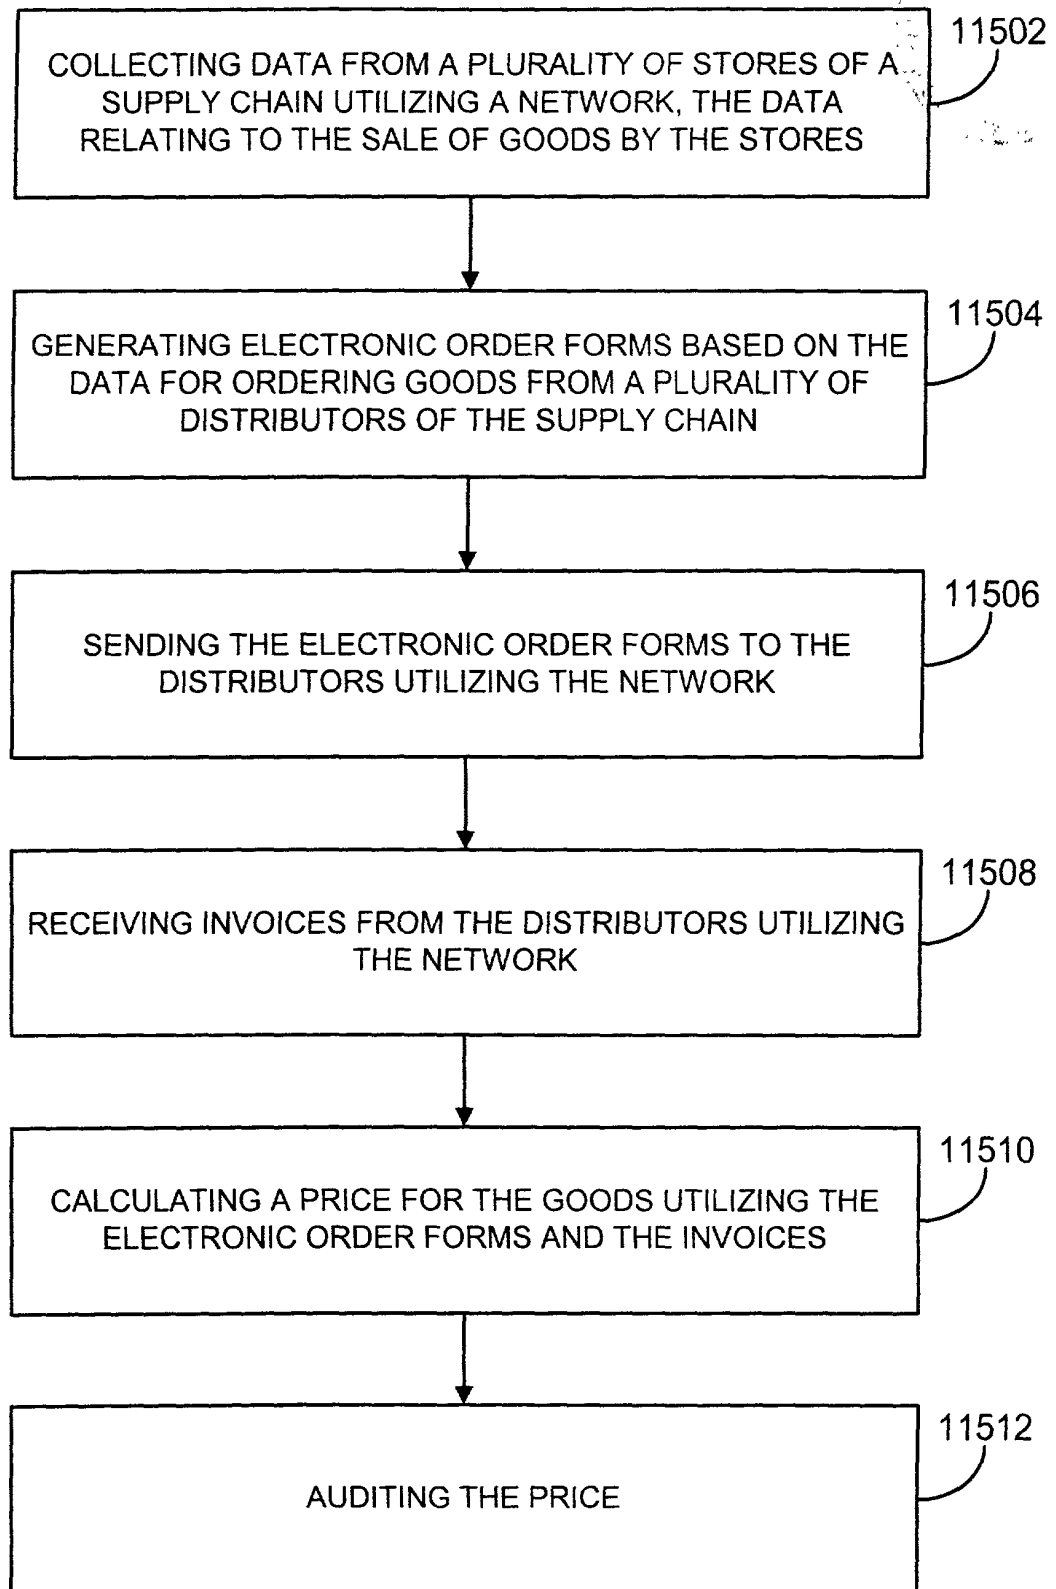 11502
COLLECTING DATA FROM A PLURALITY OF STORES OF A
SUPPLY CHAIN UTILIZING A NETWORK, THE DATA
RELATING TO THE SALE OF GOODS BY THE STORES
11504
GENERATING ELECTRONIC ORDER FORMS BASED ON THE
DATA FOR ORDERING GOODS FROM A PLURALITY OF
DISTRIBUTORS OF THE SUPPLY CHAIN
11506
SENDING THE ELECTRONIC ORDER FORMS TO THE
DISTRIBUTORS UTILIZING THE NETWORK
11508
RECEIVING INVOICES FROM THE DISTRIBUTORS UTILIZING
THE NETWORK
11510
CALCULATING A PRICE FOR THE GOODS UTILIZING THE
ELECTRONIC ORDER FORMS AND THE INVOICES
11512
AUDITING THE PRICE